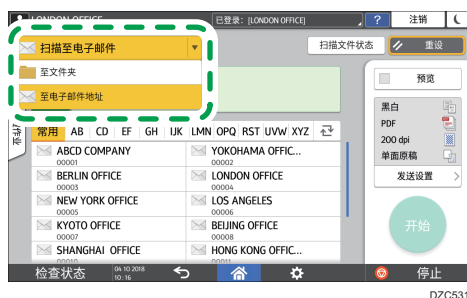 LONDON OFFICE
已登录: [LONDON OFFICE]
?
注销
扫描至电子邮件
扫描文件状态
重设
至文件夹
至电子邮件地址
预览
黑白
PDF
200 dpi
单面原稿
发送设置
开始
作业
常用 AB CD EF GH IJK LMN OPQ RST UVW XYZ
ABCD COMPANY
00001
YOKOHAMA OFFIC...
00002
BERLIN OFFICE
00003
LONDON OFFICE
00004
NEW YORK OFFICE
00005
LOS ANGELES
00006
KYOTO OFFICE
00007
BEIJING OFFICE
00008
SHANGHAI OFFICE
00010
HONG KONG OFFIC...
00011
检查状态
04 10 2018
10:16
停止
DZC531